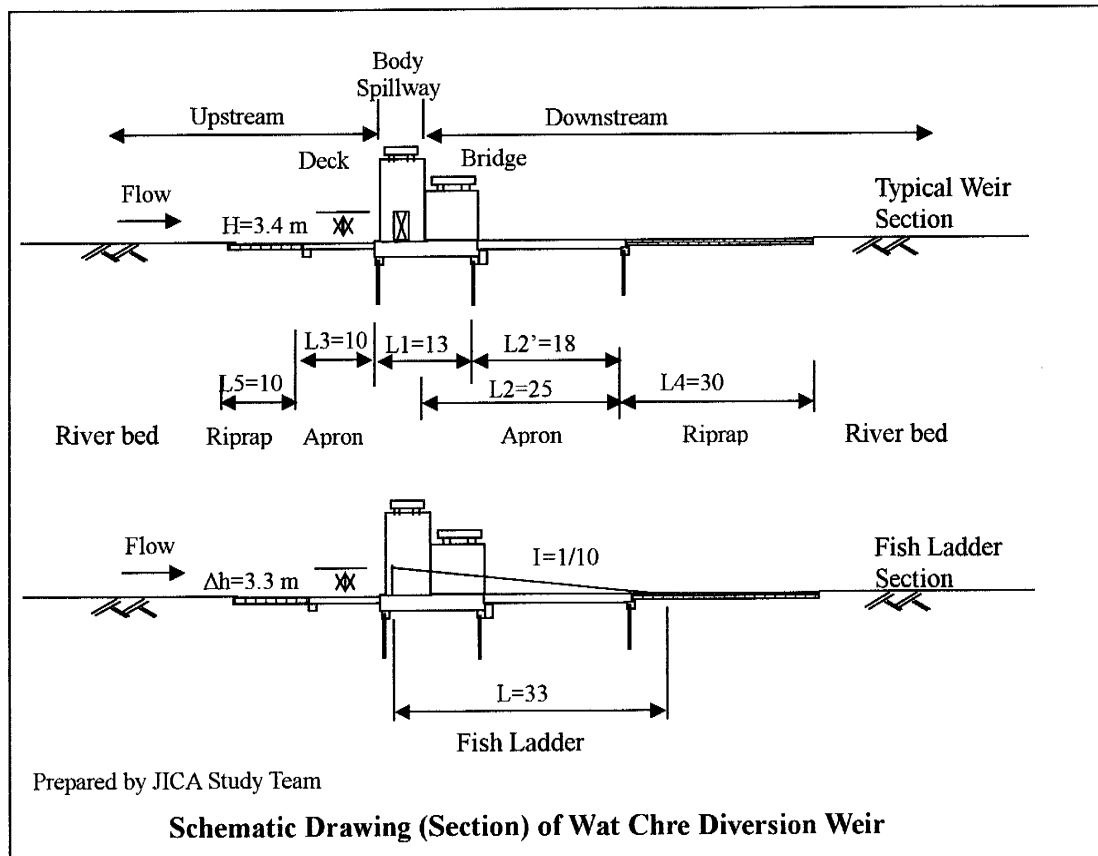 Body
Spillway
Upstream
Downstream
Deck
Bridge
Flow
Typical Weir
Section
H=3.4 m
L3=10
L1=13
L2’=18
L5=10
L2=25
L4=30
River bed
Riprap
Apron
Apron
Riprap
River bed
Flow
I=1/10
Fish Ladder
Section
Δh=3.3 m
L=33
Fish Ladder
Prepared by JICA Study Team
Schematic Drawing (Section) of Wat Chre Diversion Weir